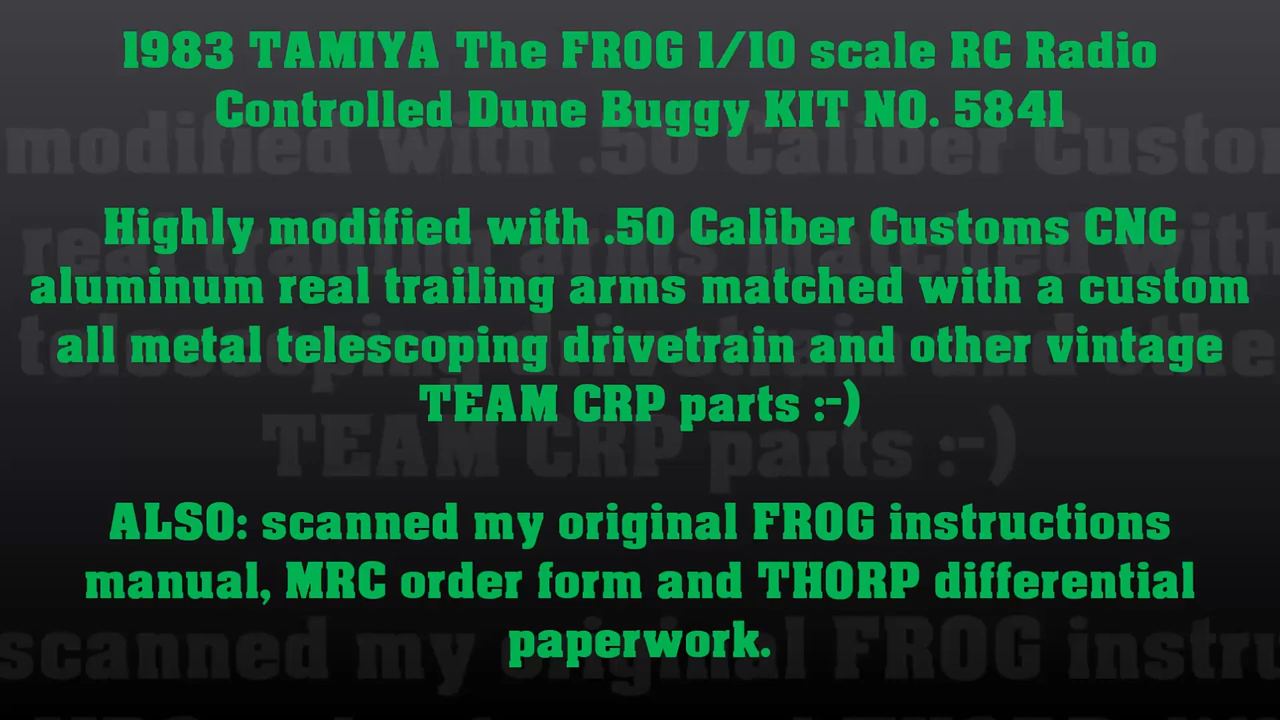 1983 TAMIYA The FROG 1/10 scale RC Radio
Controlled Dune Buggy KIT NO. 5841
Highly modified with .50 Caliber Customs CNC
aluminum real trailing arms matched with a custom
all metal telescoping drivetrain and other vintage
TEAM CRP parts :-)
ALSO: scanned my original FROG instructions
manual, MRC order form and THORP differential
paperwork.